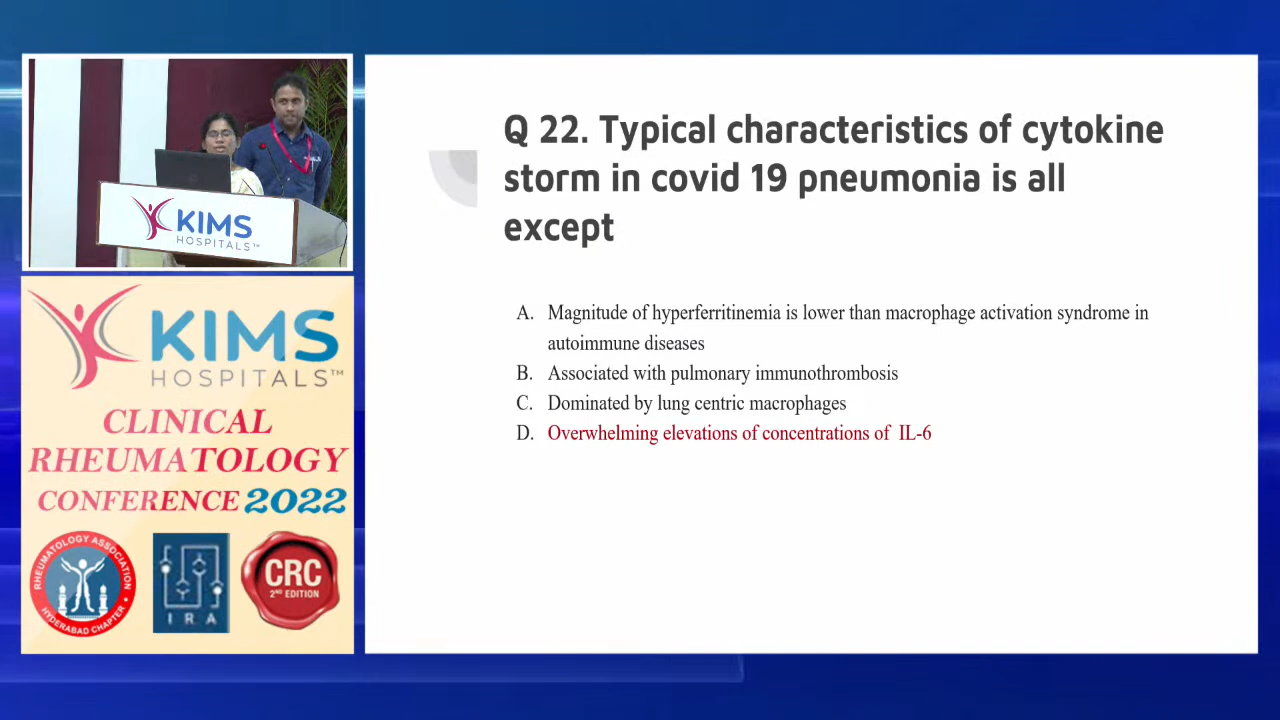 KIMS
HOSPITALS™
KIMS
HOSPITALS™
CLINICAL
RHEUMATOLOGY
CONFERENCE 2022
RHEUMATOLOGY ASSOCIATION
HYDERABAD CHAPTER
IRA
CRC
2ND EDITION
Q 22. Typical characteristics of cytokine
storm in covid 19 pneumonia is all
except
A. Magnitude of hyperferritinemia is lower than macrophage activation syndrome in
autoimmune diseases
B. Associated with pulmonary immunothrombosis
C. Dominated by lung centric macrophages
D. Overwhelming elevations of concentrations of IL-6